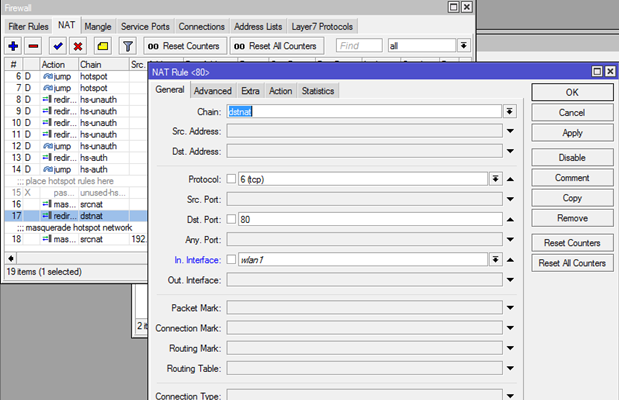 Firewall
Filter Rules NAT Mangle Service Ports Connections Address Lists Layer7 Protocols
00 Reset Counters 00 Reset All Counters Find all
# Action Chain Src.
6 D jump hotspot
7 D jump hotspot
8 D redir... hs-unauth
9 D redir... hs-unauth
10 D redir... hs-unauth
11 D redir... hs-unauth
12 D jump hs-unauth
13 D redir... hs-auth
14 D jump hs-auth
;;; place hotspot rules here
15 X pas... unused-hs...
16 mas... srcnat
17 redir... dstnat
;;; masquerade hotspot network
18 mas... srcnat 192.
19 items (1 selected)
2 it
NAT Rule <80>
General Advanced Extra Action Statistics
Chain: dstnat
Src. Address:
Dst. Address:
Protocol: 6 (tcp)
Src. Port:
Dst. Port: 80
Any. Port:
In. Interface: wlan1
Out. Interface:
Packet Mark:
Connection Mark:
Routing Mark:
Routing Table:
Connection Type:
OK
Cancel
Apply
Disable
Comment
Copy
Remove
Reset Counters
Reset All Counters